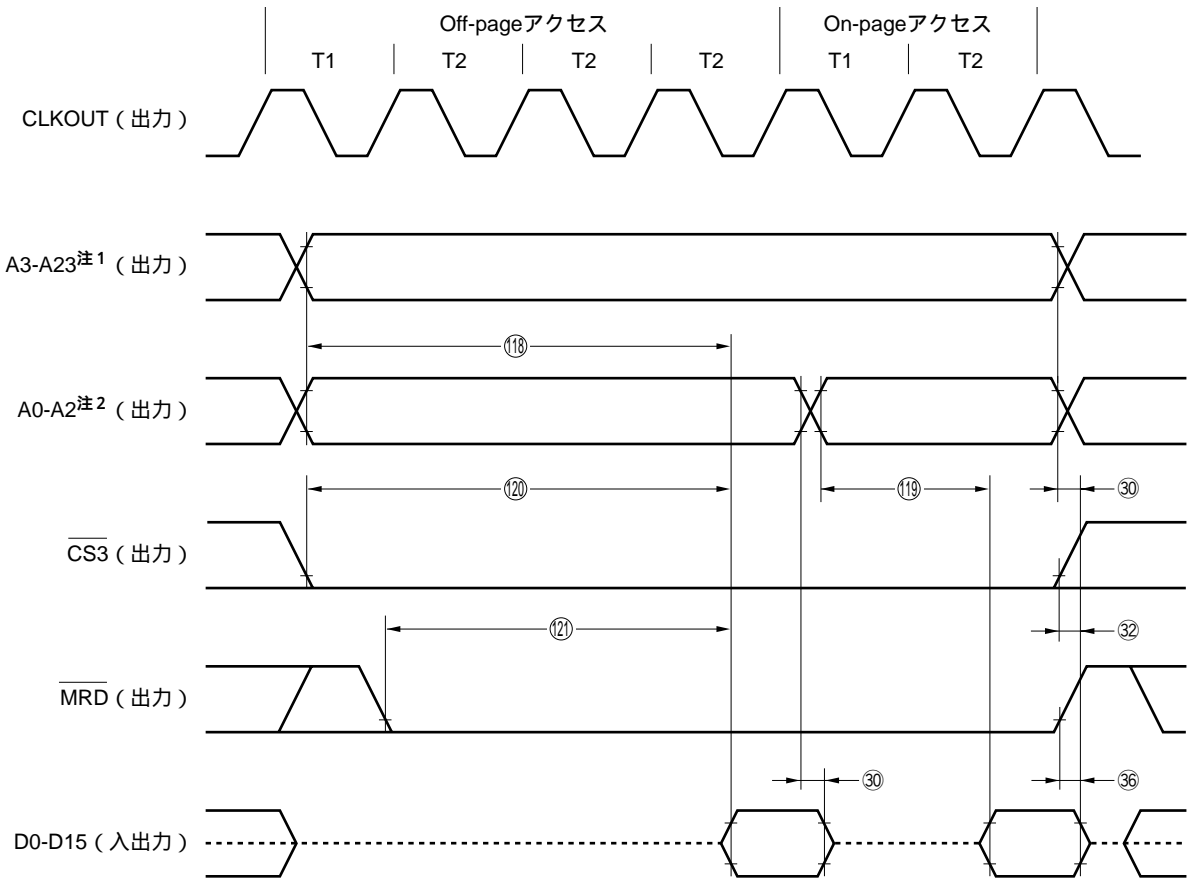 Off-pageアクセス On-pageアクセス
T1 T2 T2 T2 T1 T2
CLKOUT（出力）
A3-A23注1（出力）
118
A0-A2注2（出力）
120 119 30
CS3（出力）
121 32
MRD（出力）
30 36
D0-D15（入出力）